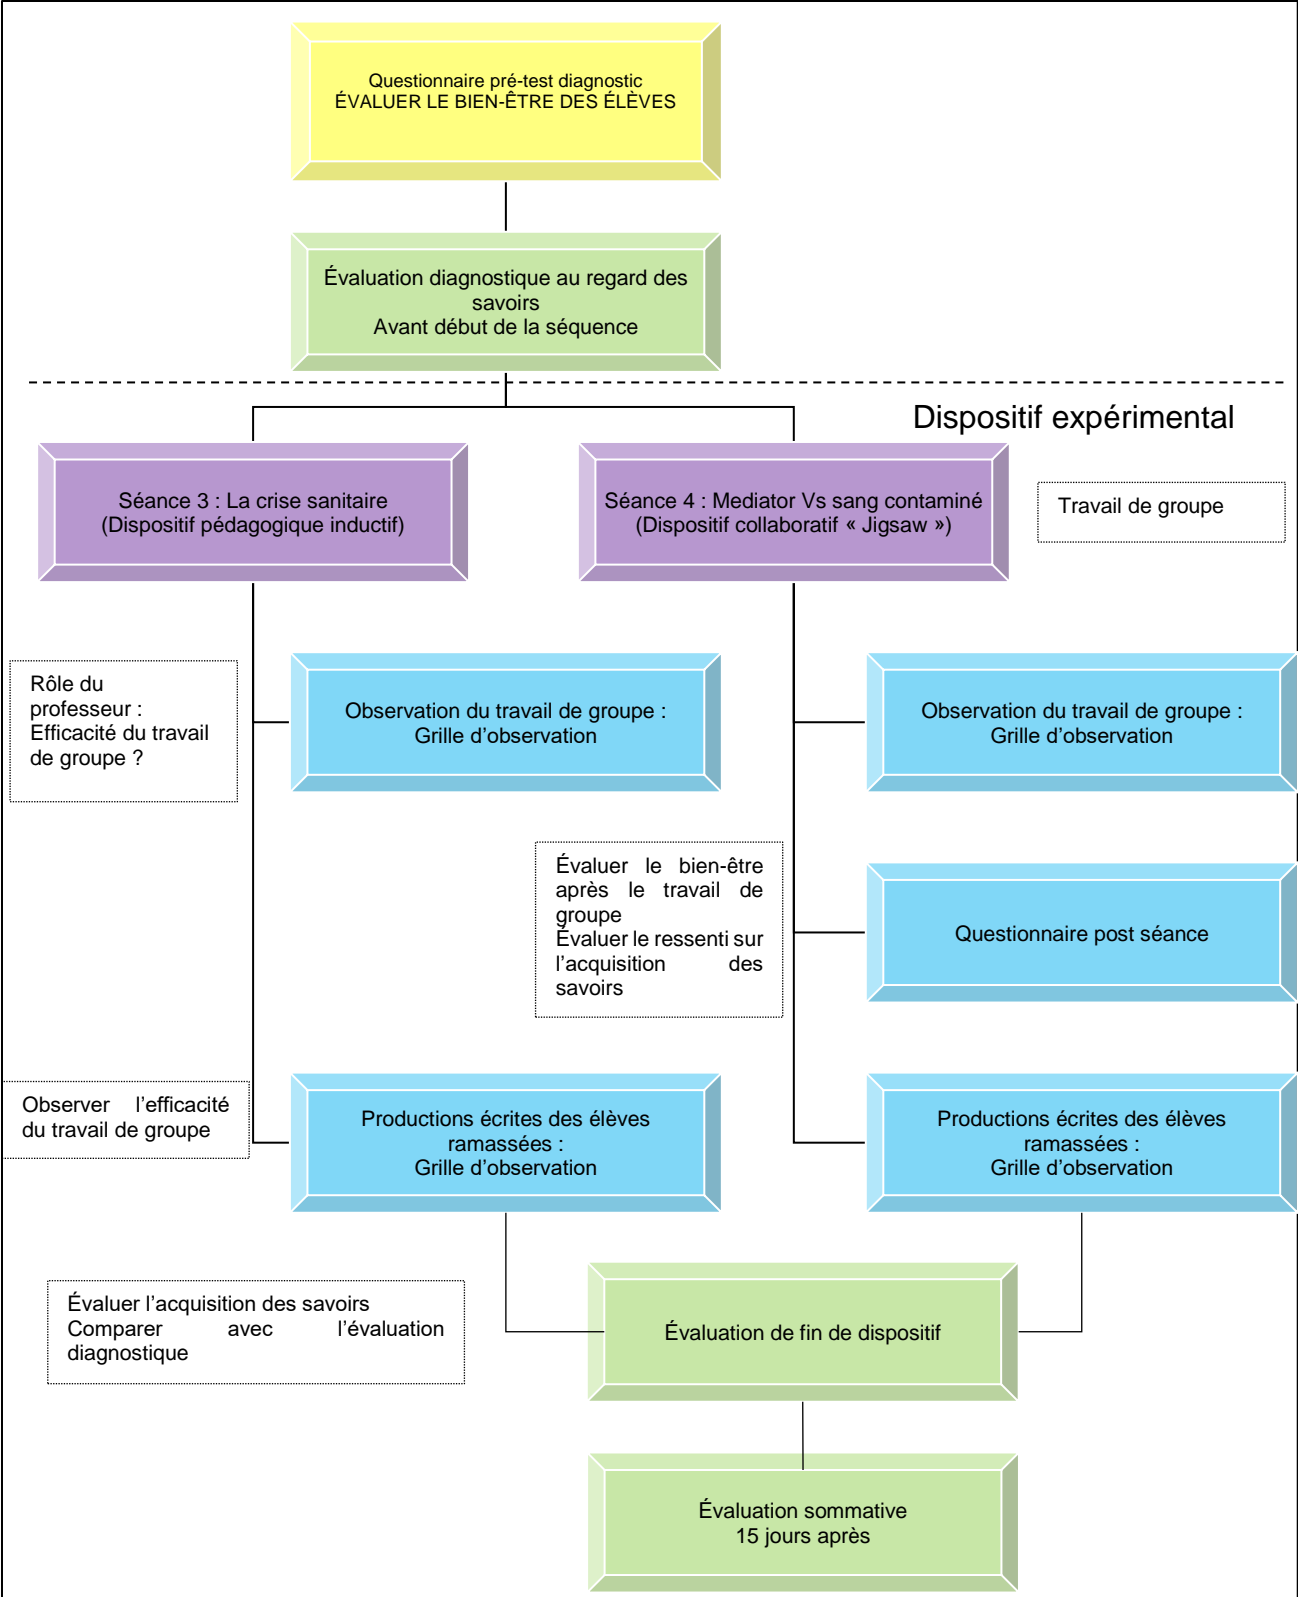 Questionnaire pré-test diagnostic
ÉVALUER LE BIEN-ÊTRE DES ÉLÈVES
Évaluation diagnostique au regard des
savoirs
Avant début de la séquence
Dispositif expérimental
Séance 3 : La crise sanitaire
(Dispositif pédagogique inductif)
Séance 4 : Mediator Vs sang contaminé
(Dispositif collaboratif « Jigsaw »)
Travail de groupe
Rôle du
professeur :
Efficacité du travail
de groupe ?
Observation du travail de groupe :
Grille d’observation
Observation du travail de groupe :
Grille d’observation
Évaluer le bien-être
après le travail de
groupe
Évaluer le ressenti sur
l’acquisition des
savoirs
Questionnaire post séance
Observer l’efficacité
du travail de groupe
Productions écrites des élèves
ramassées :
Grille d’observation
Productions écrites des élèves
ramassées :
Grille d’observation
Évaluer l’acquisition des savoirs
Comparer avec l’évaluation
diagnostique
Évaluation de fin de dispositif
Évaluation sommative
15 jours après